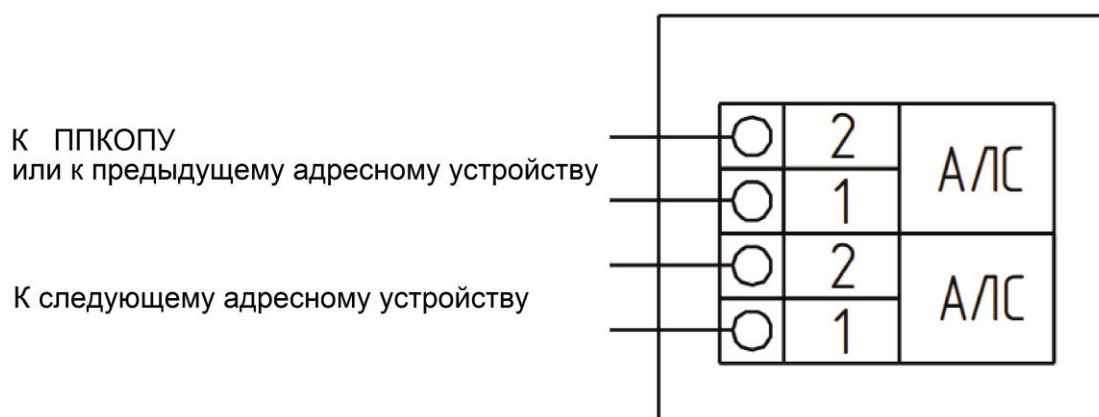 К ППКОПУ
или к предыдущему адресному устройству
К следующему адресному устройству
2
1
АЛС
2
1
АЛС